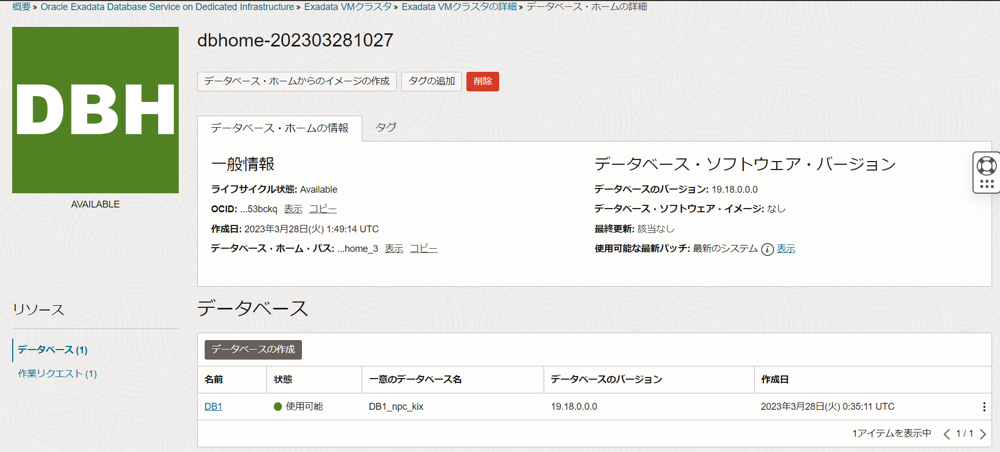 概要 » Oracle Exadata Database Service on Dedicated Infrastructure » Exadata VMクラスタ » Exadata VMクラスタの詳細 » データベース・ホームの詳細
DBH
AVAILABLE
dbhome-202303281027
データベース・ホームからのイメージの作成 タグの追加 削除
データベース・ホームの情報 タグ
一般情報
ライフサイクル状態: Available
OCID: ...53bckq 表示 コピー
作成日: 2023年3月28日(火) 1:49:14 UTC
データベース・ホーム・パス: ...home_3 表示 コピー
データベース・ソフトウェア・バージョン
データベースのバージョン: 19.18.0.0.0
データベース・ソフトウェア・イメージ: なし
最終更新: 該当なし
使用可能な最新パッチ: 最新のシステム i 表示
リソース
データベース (1)
作業リクエスト (1)
データベース
データベースの作成
名前 状態 一意のデータベース名 データベースのバージョン 作成日
DB1 使用可能 DB1_npc_kix 19.18.0.0.0 2023年3月28日(火) 0:35:11 UTC
1アイテムを表示中 < 1 / 1 >